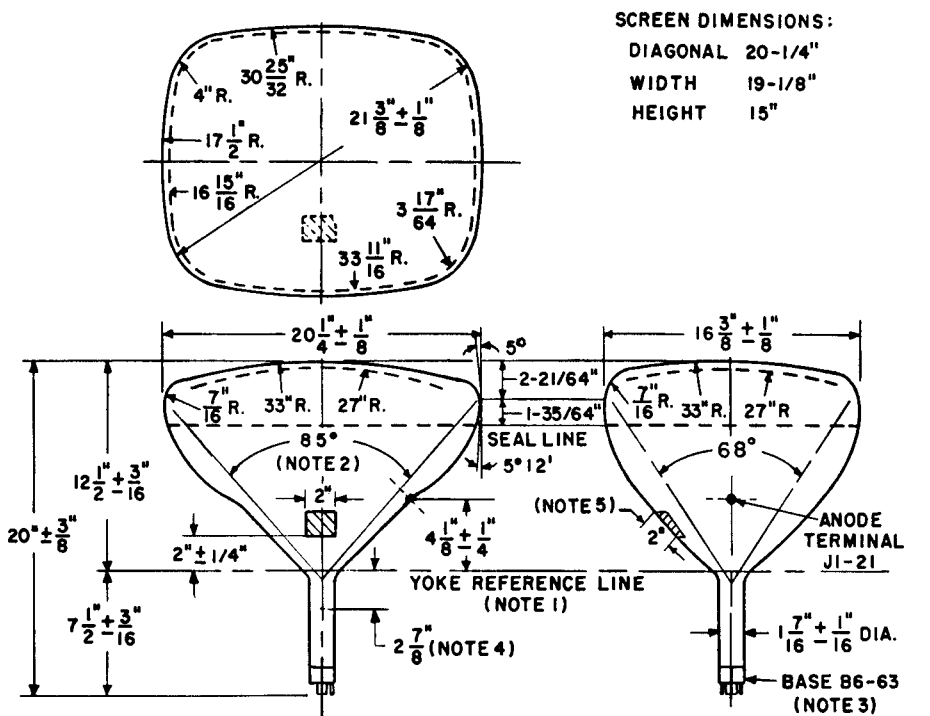 SCREEN DIMENSIONS:
DIAGONAL 20-1/4"
WIDTH 19-1/8"
HEIGHT 15"
30 25/32" R.
4" R.
21 3/8" ± 1/8
17 1/2" R.
16 15/16" R.
3 17/64" R.
33 11/16" R.
20 1/4" ± 1/8"
5°
16 3/8" ± 1/8"
2-21/64"
7/16" R.
33" R.
27" R.
1-35/64"
7/16" R.
33" R.
27" R
SEAL LINE
85°
(NOTE 2)
5° 12'
68°
12 1/2" ± 3/16"
2"
(NOTE 5)
20" ± 3/8"
4 1/8" ± 1/4"
2"
ANODE
TERMINAL
J1-21
2" ± 1/4"
YOKE REFERENCE LINE
(NOTE 1)
7 1/2" ± 3/16"
2 7/8" (NOTE 4)
1 7/16" ± 1/16" DIA.
BASE B6-63
(NOTE 3)